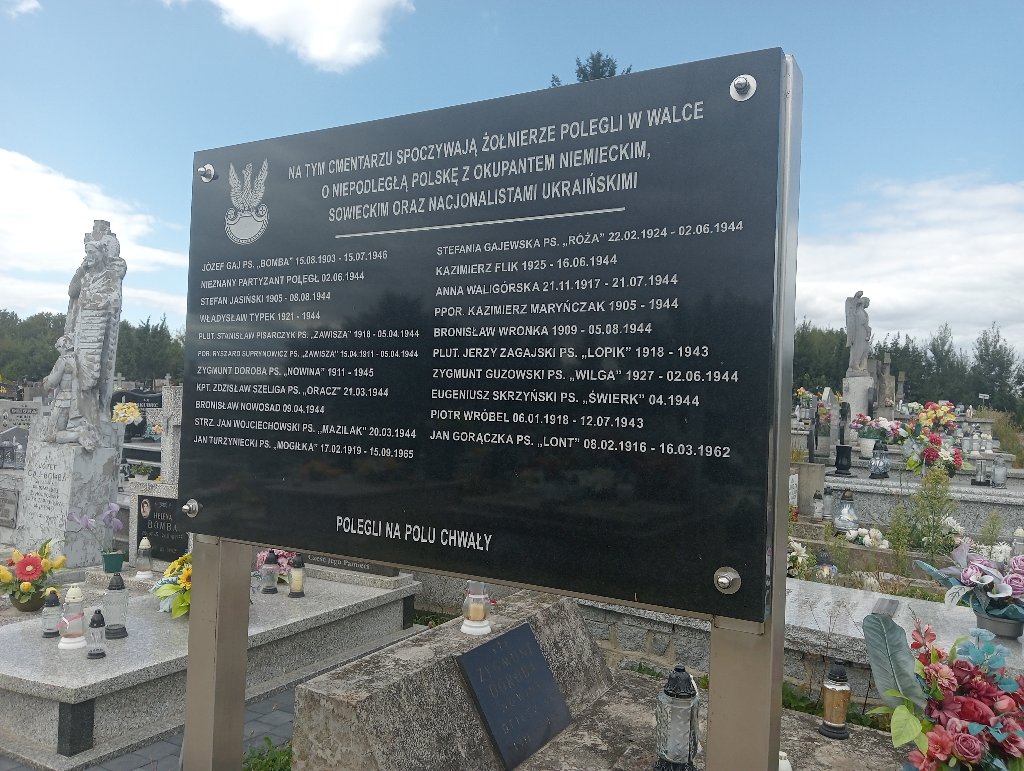 NA TYM CMENTARZU SPOCZYWAJĄ ŻOŁNIERZE POLEGLI W WALCE
O NIEPODLEGŁĄ POLSKĘ Z OKUPANTEM NIEMIECKIM,
SOWIECKIM ORAZ NACJONALISTAMI UKRAIŃSKIMI
JÓZEF GAJ PS. „BOMBA" 15.08.1903 - 15.07.1946
NIEZNANY PARTYZANT POLEGŁ 02.06.1944
STEFAN JASIŃSKI 1905 - 08.08.1944
WŁADYSŁAW TYPEK 1921 - 1944
PLUT. STANISŁAW PISARCZYK PS. „ZAWISZA" 1918 - 05.04.1944
POR. RYSZARD SUPRYNOWICZ PS. „ZAWISZA" 15.04.1911 - 05.04.1944
ZYGMUNT DOROBA PS. „NOWINA" 1911 - 1945
KPT. ZDZISŁAW SZELIGA PS. „ORACZ" 21.03.1944
BRONISŁAW NOWOSAD 09.04.1944
STRZ. JAN WOJCIECHOWSKI PS. „MAZILAK" 20.03.1944
JAN TURZYNIECKI PS. „MOGIŁKA" 17.02.1919 - 15.09.1965
STEFANIA GAJEWSKA PS. „RÓŻA" 22.02.1924 - 02.06.1944
KAZIMIERZ FLIK 1925 - 16.06.1944
ANNA WALIGÓRSKA 21.11.1917 - 21.07.1944
PPOR. KAZIMIERZ MARYŃCZAK 1905 - 1944
BRONISŁAW WRONKA 1909 - 05.08.1944
PLUT. JERZY ZAGAJSKI PS. „LOPIK" 1918 - 1943
ZYGMUNT GUZOWSKI PS. „WILGA" 1927 - 02.06.1944
EUGENIUSZ SKRZYŃSKI PS. „ŚWIERK" 04.1944
PIOTR WRÓBEL 06.01.1918 - 12.07.1943
JAN GORĄCZKA PS. „LONT" 08.02.1916 - 16.03.1962
POLEGLI NA POLU CHWAŁY
HELENA
BOMBA
Cześć Jego Pamięci
ZYGMUNT
DOROBA